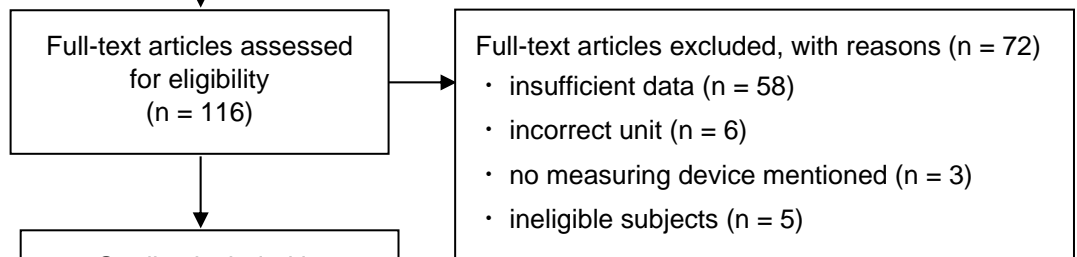 Full-text articles assessed
for eligibility
(n = 116)
Full-text articles excluded, with reasons (n = 72)
・ insufficient data (n = 58)
・ incorrect unit (n = 6)
・ no measuring device mentioned (n = 3)
・ ineligible subjects (n = 5)